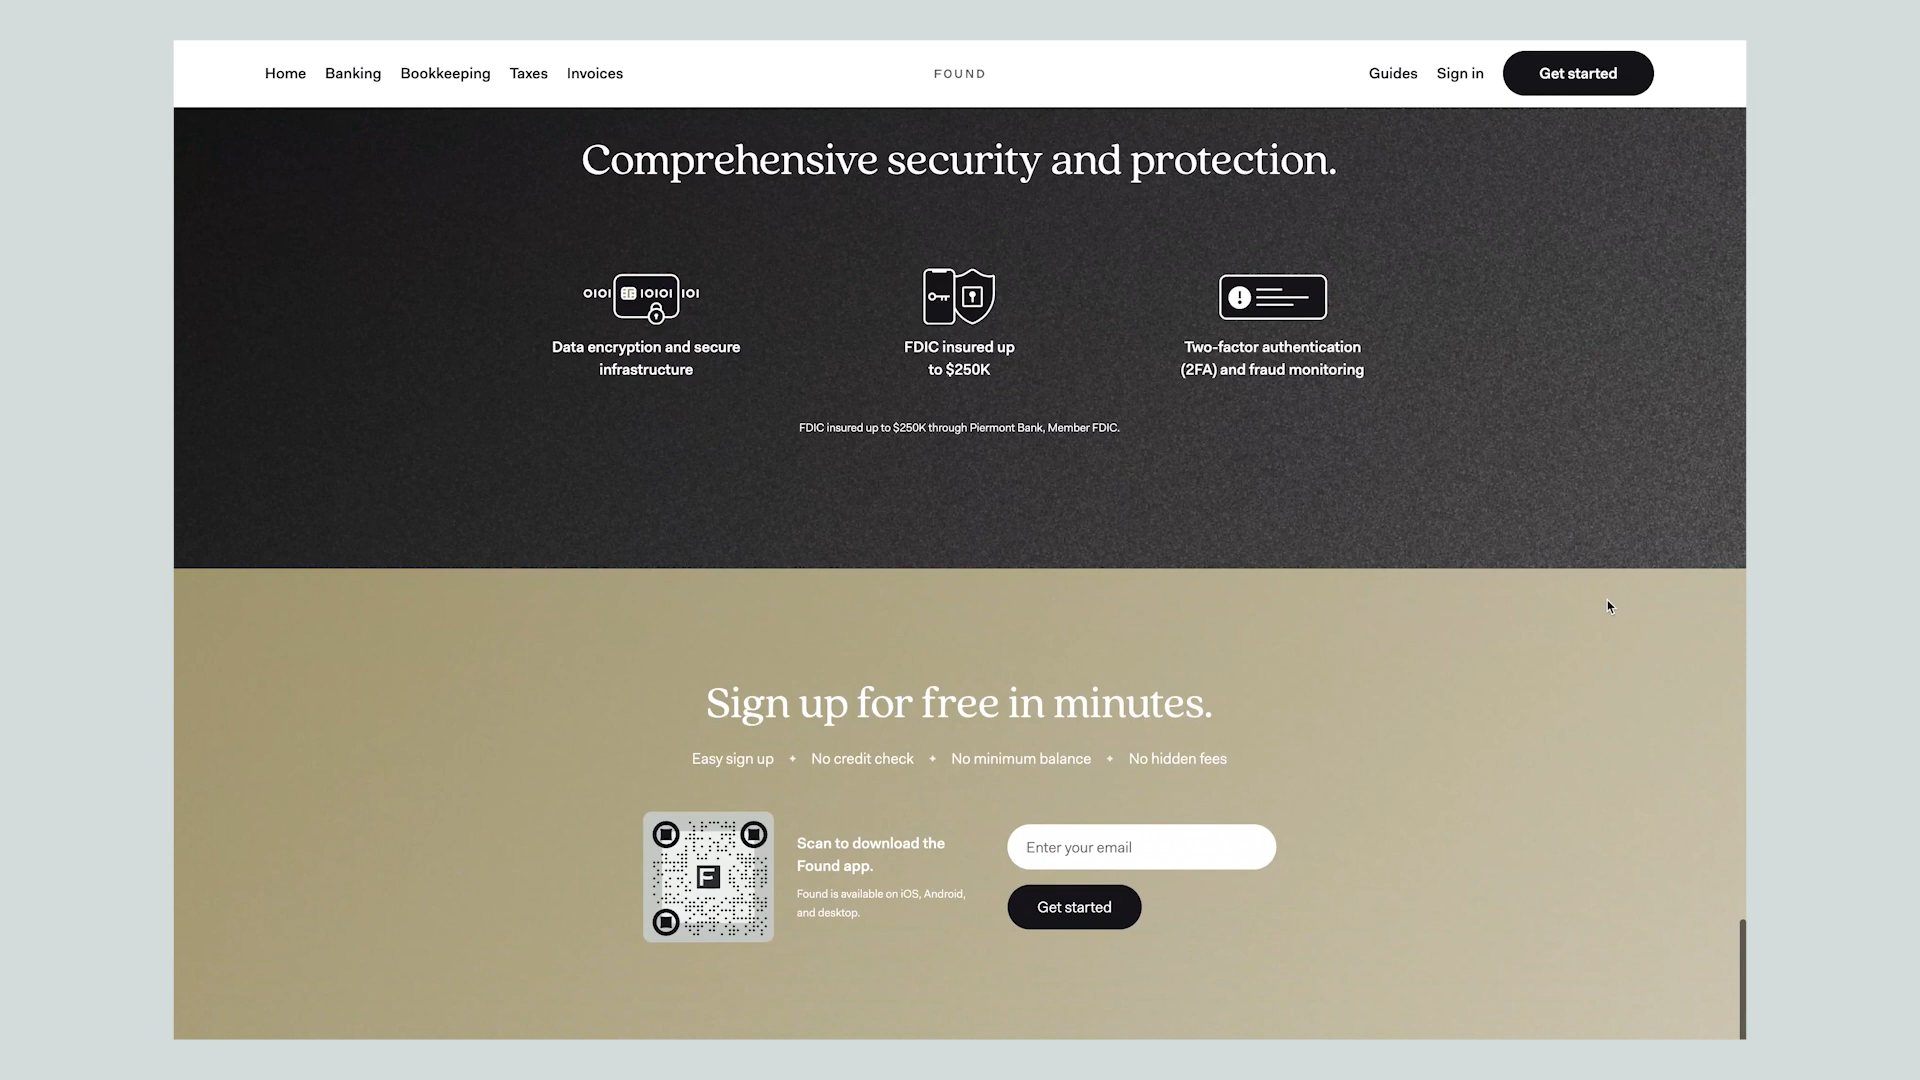 Home Banking Bookkeeping Taxes Invoices FOUND Guides Sign in Get started
Comprehensive security and protection.
0101 10101 101
Data encryption and secure
infrastructure
FDIC insured up
to $250K
!
Two-factor authentication
(2FA) and fraud monitoring
FDIC insured up to $250K through Piermont Bank, Member FDIC.
Sign up for free in minutes.
Easy sign up ✦ No credit check ✦ No minimum balance ✦ No hidden fees
F
Scan to download the
Found app.
Found is available on iOS, Android,
and desktop.
Enter your email
Get started